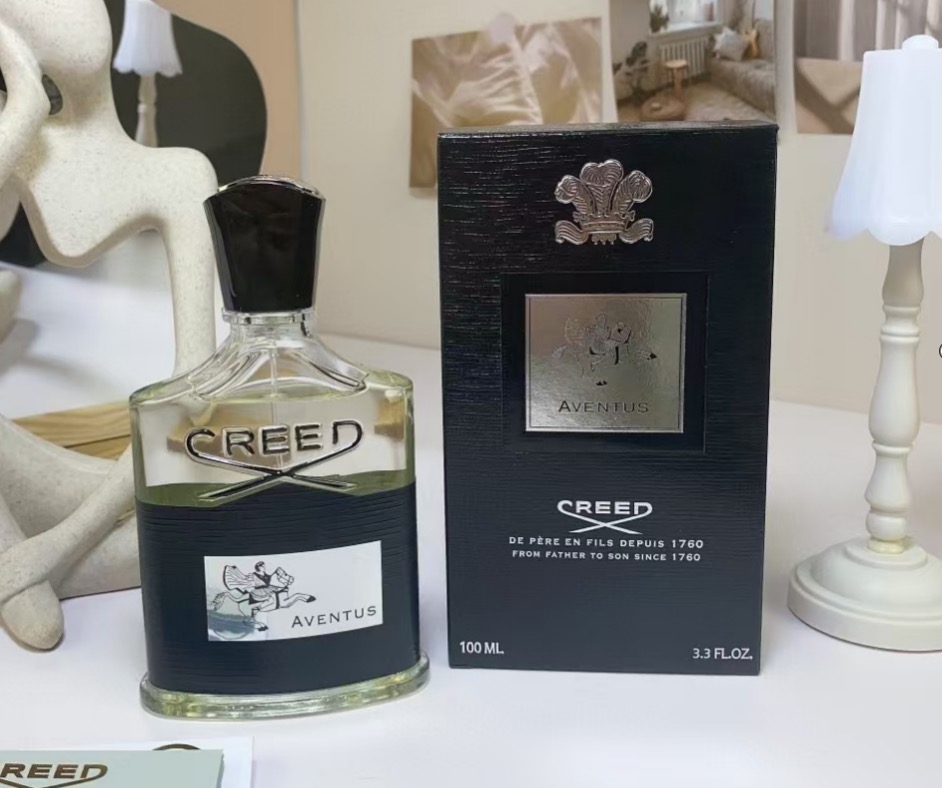 CREED
AVENTUS
AVENTUS
CREED
DE PÈRE EN FILS DEPUIS 1760
FROM FATHER TO SON SINCE 1760
100 ML
3.3 FL.OZ.
REED